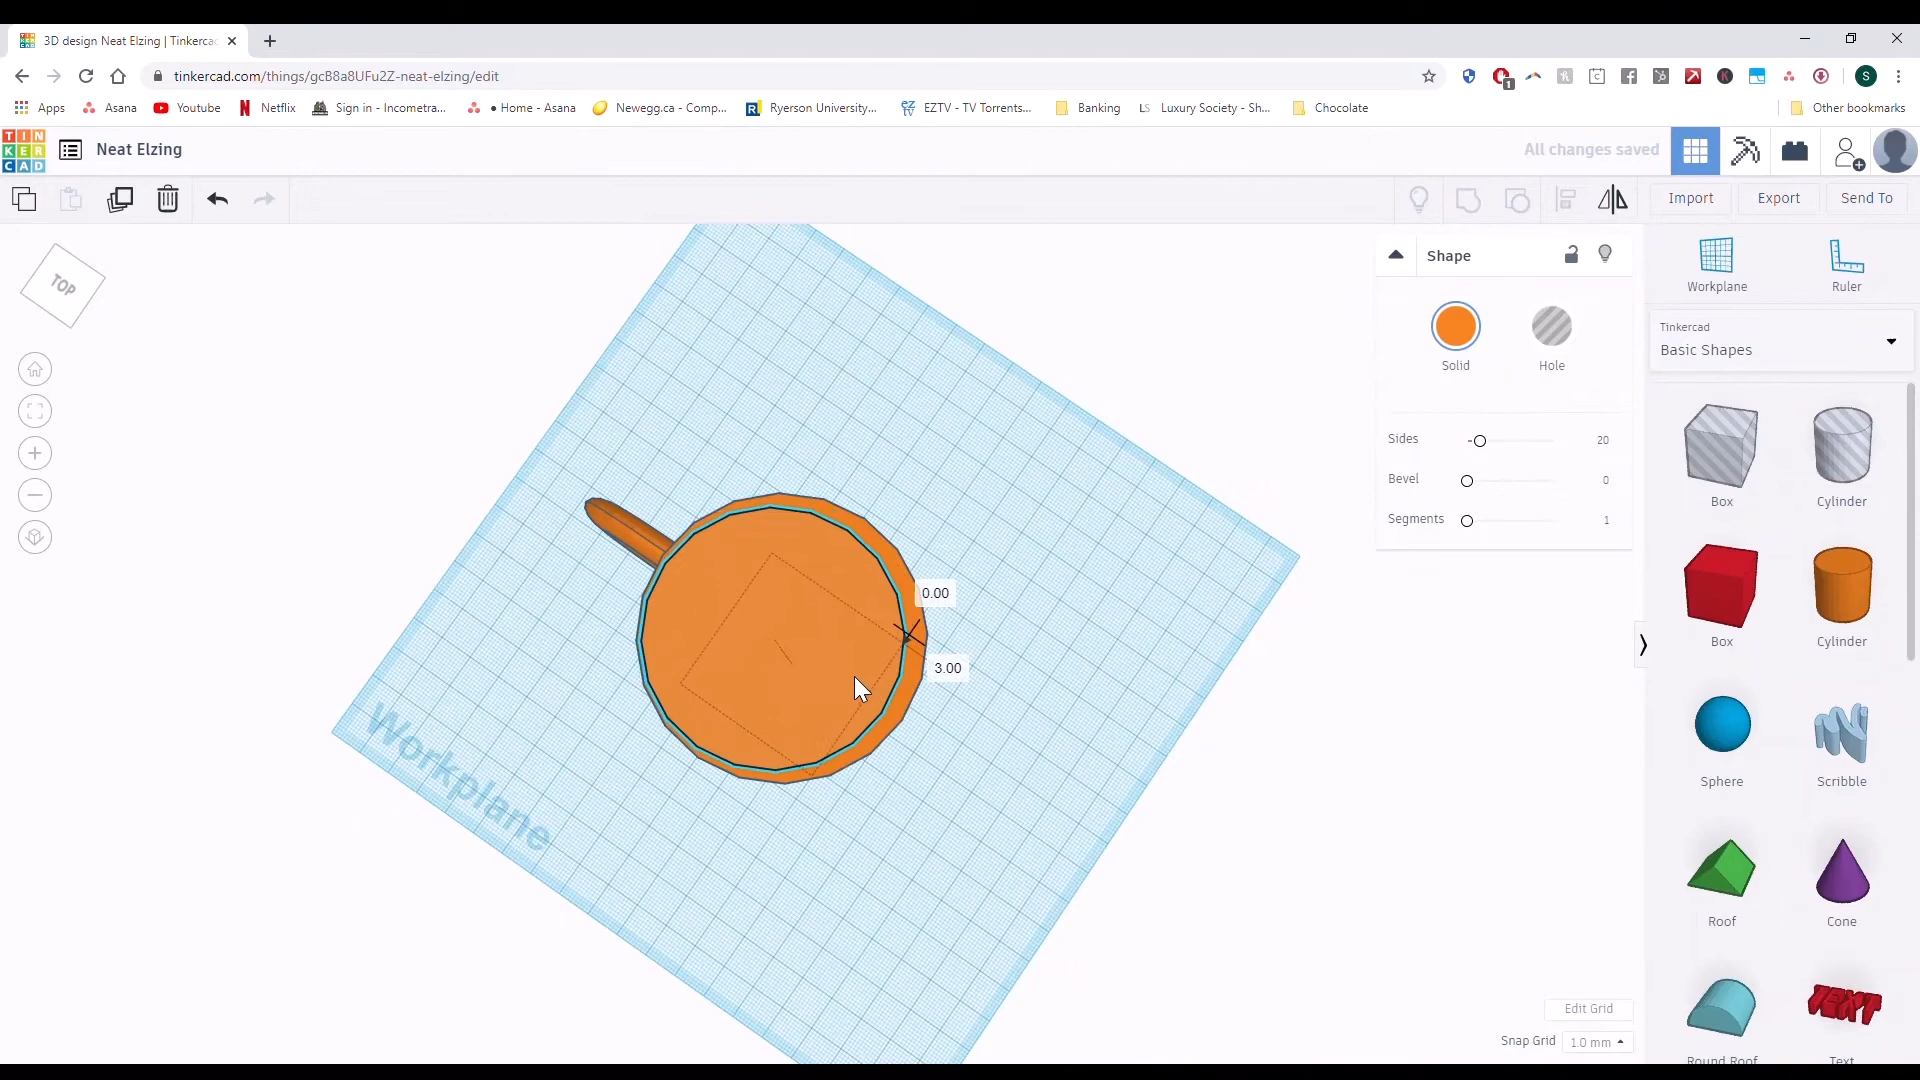 3D design Neat Elzing | Tinkerca
tinkercad.com/things/gcB8a8UFu2Z-neat-elzing/edit
1
S
Apps
Asana
Youtube
Netflix
Sign in - Incometra...
• Home - Asana
Newegg.ca - Comp...
Ryerson University...
EZTV - TV Torrents...
Banking
LS
Luxury Society - Sh...
Chocolate
Other bookmarks
TIN
KER
CAD
Neat Elzing
All changes saved
Import
Export
Send To
TOP
Shape
Solid
Hole
Sides
20
Bevel
0
Segments
1
Workplane
Ruler
Tinkercad
Basic Shapes
Box
Cylinder
Box
Cylinder
Sphere
Scribble
Roof
Cone
Round Roof
TEXT
Text
0.00
3.00
Workplane
Edit Grid
Snap Grid
1.0 mm